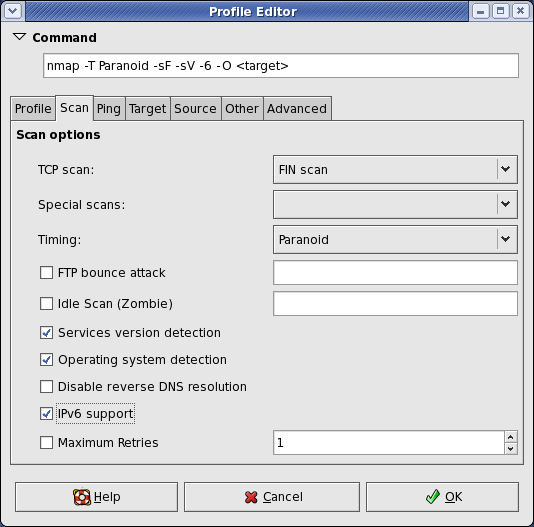 Profile Editor
Command
nmap -T Paranoid -sF -sV -6 -O <target>
Profile Scan Ping Target Source Other Advanced
Scan options
TCP scan: FIN scan
Special scans:
Timing: Paranoid
FTP bounce attack
Idle Scan (Zombie)
Services version detection
Operating system detection
Disable reverse DNS resolution
IPv6 support
Maximum Retries 1
Help Cancel OK